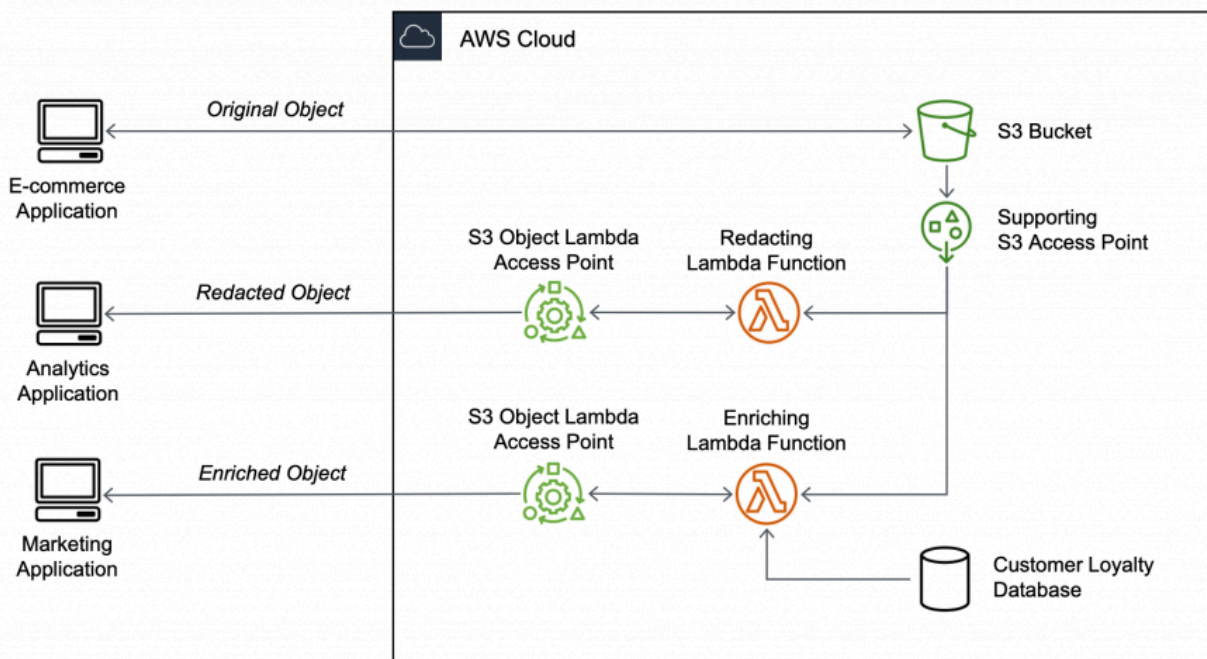 AWS Cloud
Original Object
S3 Bucket
E-commerce
Application
Supporting
S3 Access Point
S3 Object Lambda
Access Point
Redacting
Lambda Function
Redacted Object
Analytics
Application
S3 Object Lambda
Access Point
Enriching
Lambda Function
Enriched Object
Marketing
Application
Customer Loyalty
Database